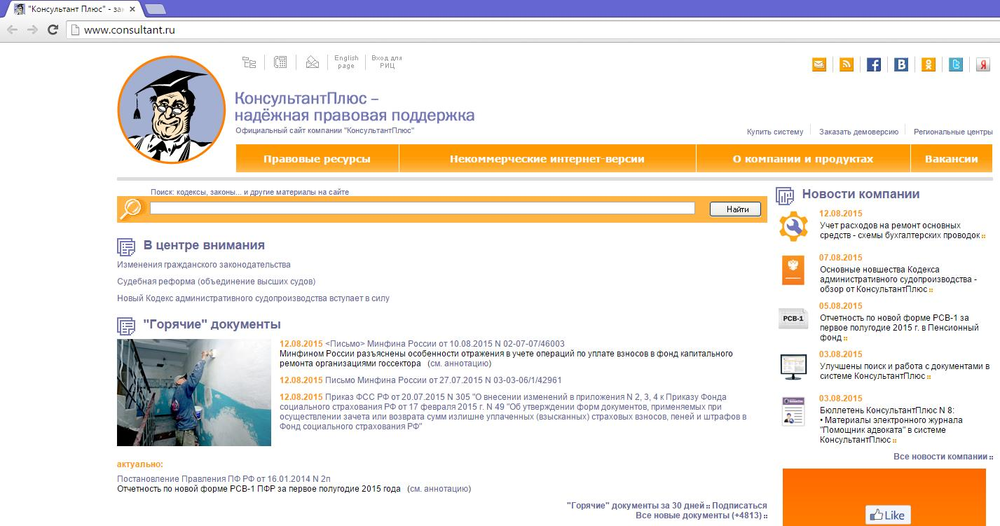 "Консультант Плюс" - за
www.consultant.ru
English
page
Вход для
РИЦ
КонсультантПлюс –
надёжная правовая поддержка
Официальный сайт компании "КонсультантПлюс"
Купить систему
Заказать демоверсию
Региональные центры
Правовые ресурсы
Некоммерческие интернет-версии
О компании и продуктах
Вакансии
Поиск: кодексы, законы... и другие материалы на сайте
Найти
В центре внимания
Изменения гражданского законодательства
Судебная реформа (объединение высших судов)
Новый Кодекс административного судопроизводства вступает в силу
"Горячие" документы
12.08.2015 <Письмо> Минфина России от 10.08.2015 N 02-07-07/46003
Минфином России разъяснены особенности отражения в учете операций по уплате взносов в фонд капитального
ремонта организациями госсектора (см. аннотацию)
12.08.2015 Письмо Минфина России от 27.07.2015 N 03-03-06/1/42961
12.08.2015 Приказ ФСС РФ от 20.07.2015 N 305 "О внесении изменений в приложения N 2, 3, 4 к Приказу Фонда
социального страхования РФ от 17 февраля 2015 г. N 49 "Об утверждении форм документов, применяемых при
осуществлении зачета или возврата сумм излишне уплаченных (взысканных) страховых взносов, пеней и штрафов в
Фонд социального страхования РФ"
актуально:
Постановление Правления ПФ РФ от 16.01.2014 N 2п
Отчетность по новой форме РСВ-1 ПФР за первое полугодие 2015 года (см. аннотацию)
"Горячие" документы за 30 дней :: Подписаться
Все новые документы (+4813) ::
Новости компании
12.08.2015
Учет расходов на ремонт основных
средств - схемы бухгалтерских проводок ::
07.08.2015
Основные новшества Кодекса
административного судопроизводства -
обзор от КонсультантПлюс ::
РСВ-1
05.08.2015
Отчетность по новой форме РСВ-1 за
первое полугодие 2015 г. в Пенсионный
фонд ::
03.08.2015
Улучшены поиск и работа с документами в
системе КонсультантПлюс ::
03.08.2015
Бюллетень КонсультантПлюс N 8:
• Материалы электронного журнала
"Помощник адвоката" в системе
КонсультантПлюс ::
Все новости компании ::
Like